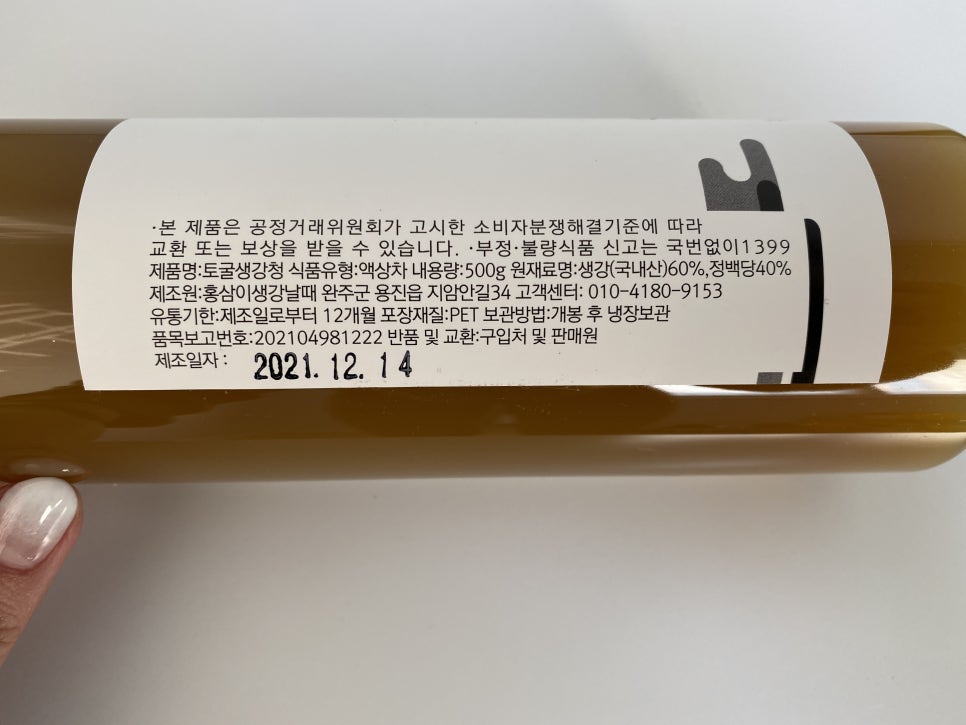 ·본 제품은 공정거래위원회가 고시한 소비자분쟁해결기준에 따라
교환 또는 보상을 받을 수 있습니다. ·부정·불량식품 신고는 국번없이1399
제품명:토굴생강청 식품유형:액상차 내용량:500g 원재료명:생강(국내산)60%,정백당40%
제조원:홍삼이생강날때 완주군 용진읍 지암안길34 고객센터: 010-4180-9153
유통기한:제조일로부터 12개월 포장재질:PET 보관방법:개봉 후 냉장보관
품목보고번호:202104981222 반품 및 교환:구입처 및 판매원
제조일자 : 2021. 12. 14